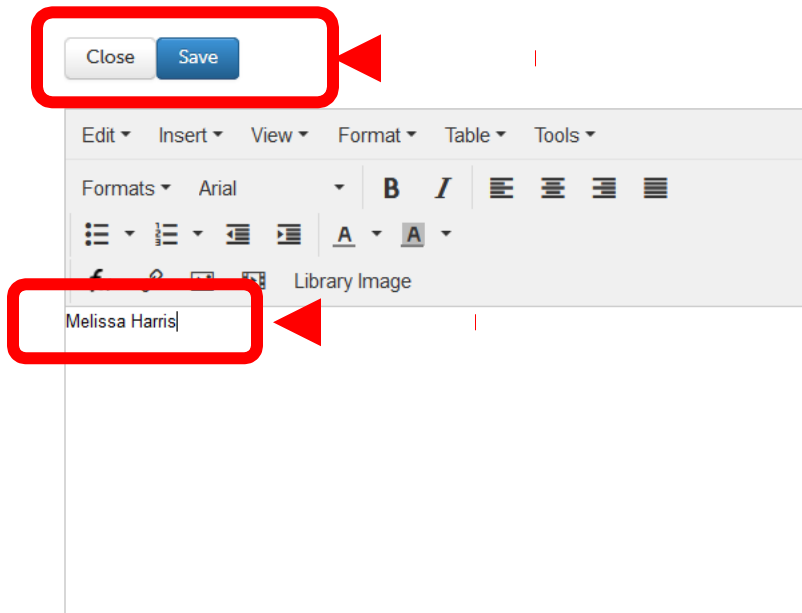 Close Save
Edit Insert View Format Table Tools
Formats Arial B I
A A
Library Image
Melissa Harris